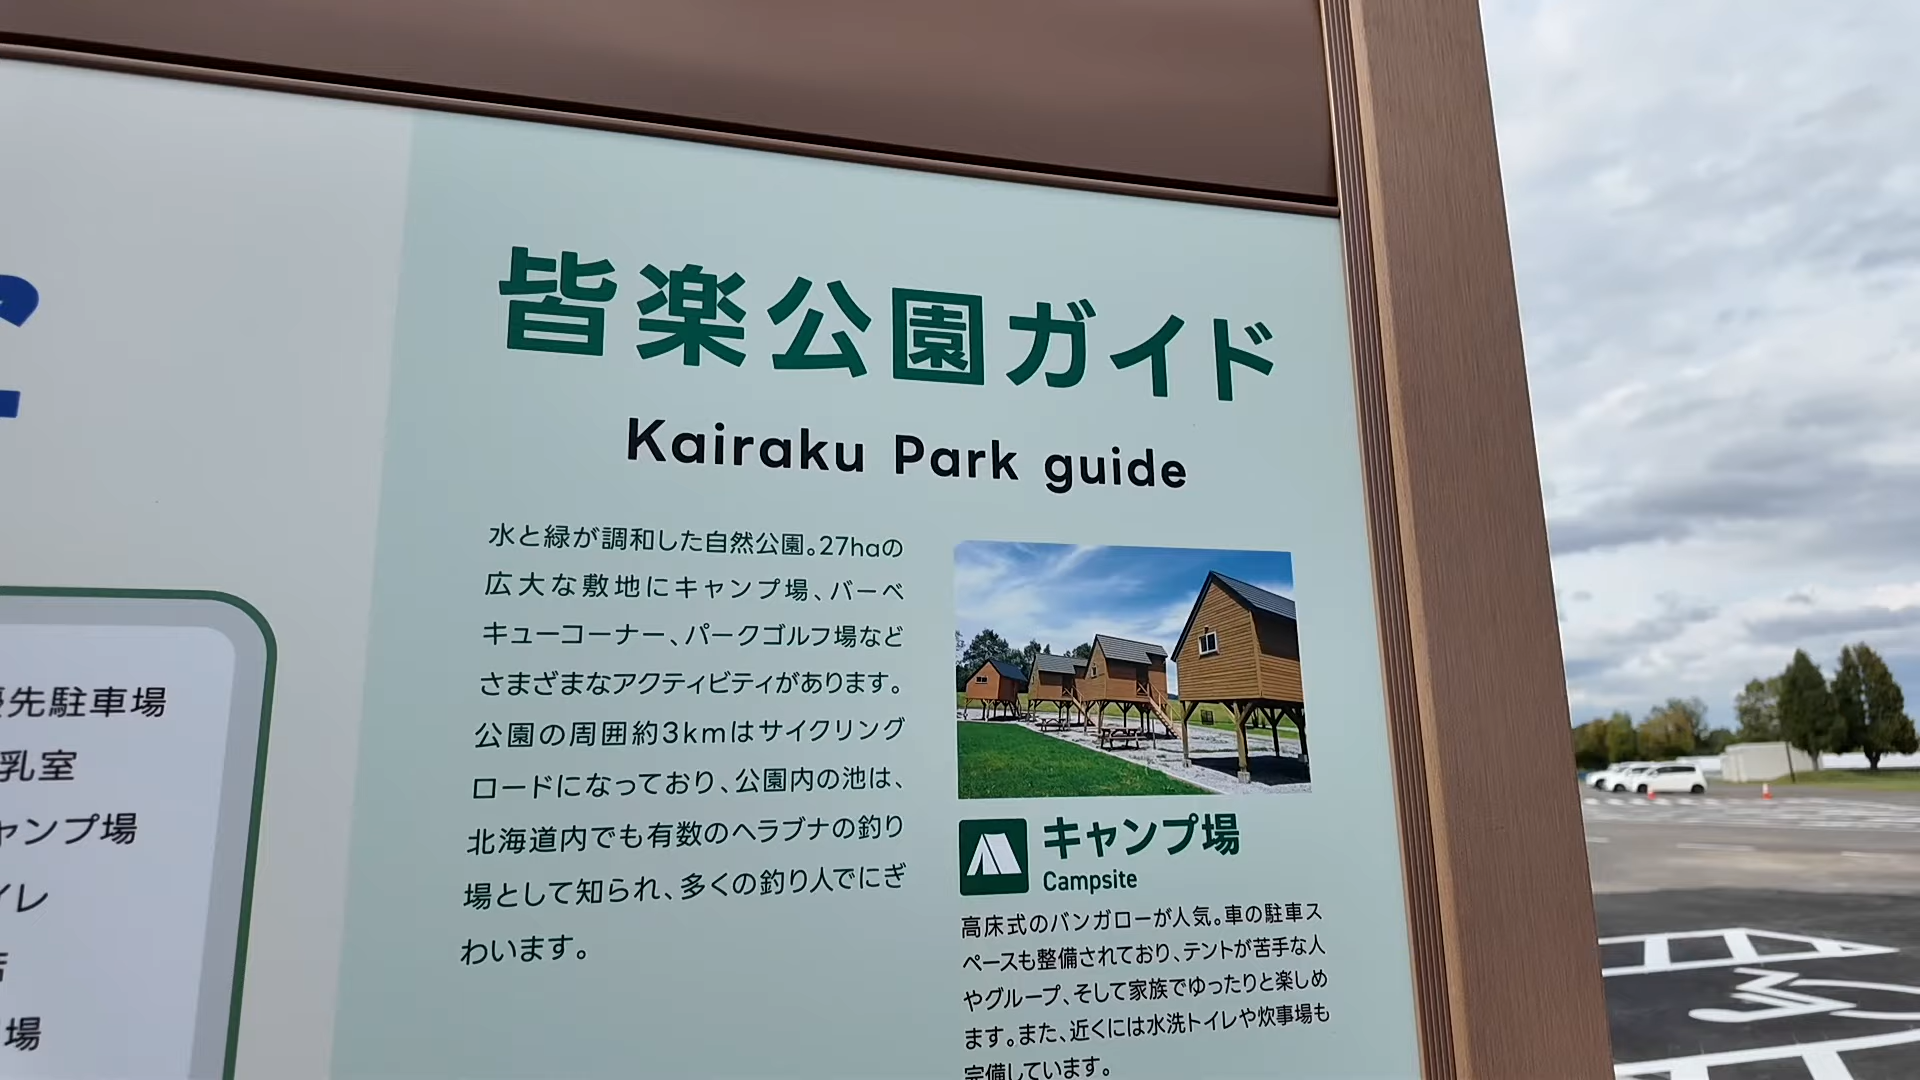 皆楽公園ガイド
Kairaku Park guide
水と緑が調和した自然公園。27haの
広大な敷地にキャンプ場、バーベ
キューコーナー、パークゴルフ場など
さまざまなアクティビティがあります。
公園の周囲約3kmはサイクリング
ロードになっており、公園内の池は、
北海道内でも有数のヘラブナの釣り
場として知られ、多くの釣り人でにぎ
わいます。
キャンプ場
Campsite
高床式のバンガローが人気。車の駐車ス
ペースも整備されており、テントが苦手な人
やグループ、そして家族でゆったりと楽しめ
ます。また、近くには水洗トイレや炊事場も
完備しています。
優先駐車場
乳室
ャンプ場
イレ
場